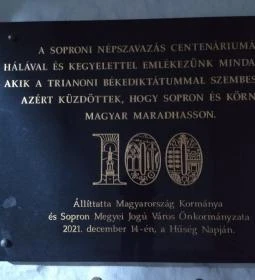 A SOPRONI NÉPSZAVAZÁS CENTENÁRIUMÁ
HÁLÁVAL ÉS KEGYELETTEL EMLÉKEZÜNK MINDA
AKIK A TRIANONI BÉKEDIKTÁTUMMAL SZEMBE
AZÉRT KÜZDÖTTEK, HOGY SOPRON ÉS KÖRN
MAGYAR MARADHASSON.
100
Állíttatta Magyarország Kormánya
és Sopron Megyei Jogú Város Önkormányzata
2021. december 14-én, a Hűség Napján.